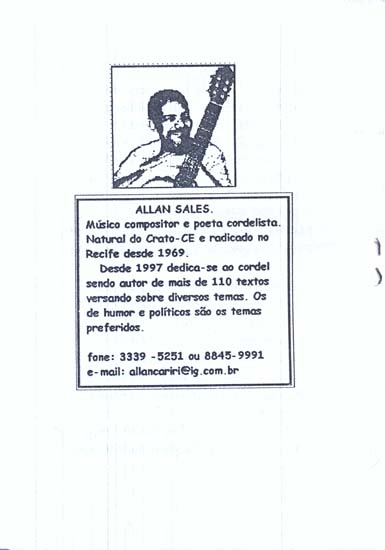 ALLAN SALES.
Músico compositor e poeta cordelista.
Natural do Crato-CE e radicado no
Recife desde 1969.
Desde 1997 dedica-se ao cordel
sendo autor de mais de 110 textos
versando sobre diversos temas. Os
de humor e políticos são os temas
preferidos.
fone: 3339 -5251 ou 8845-9991
e-mail: allancariri@ig.com.br